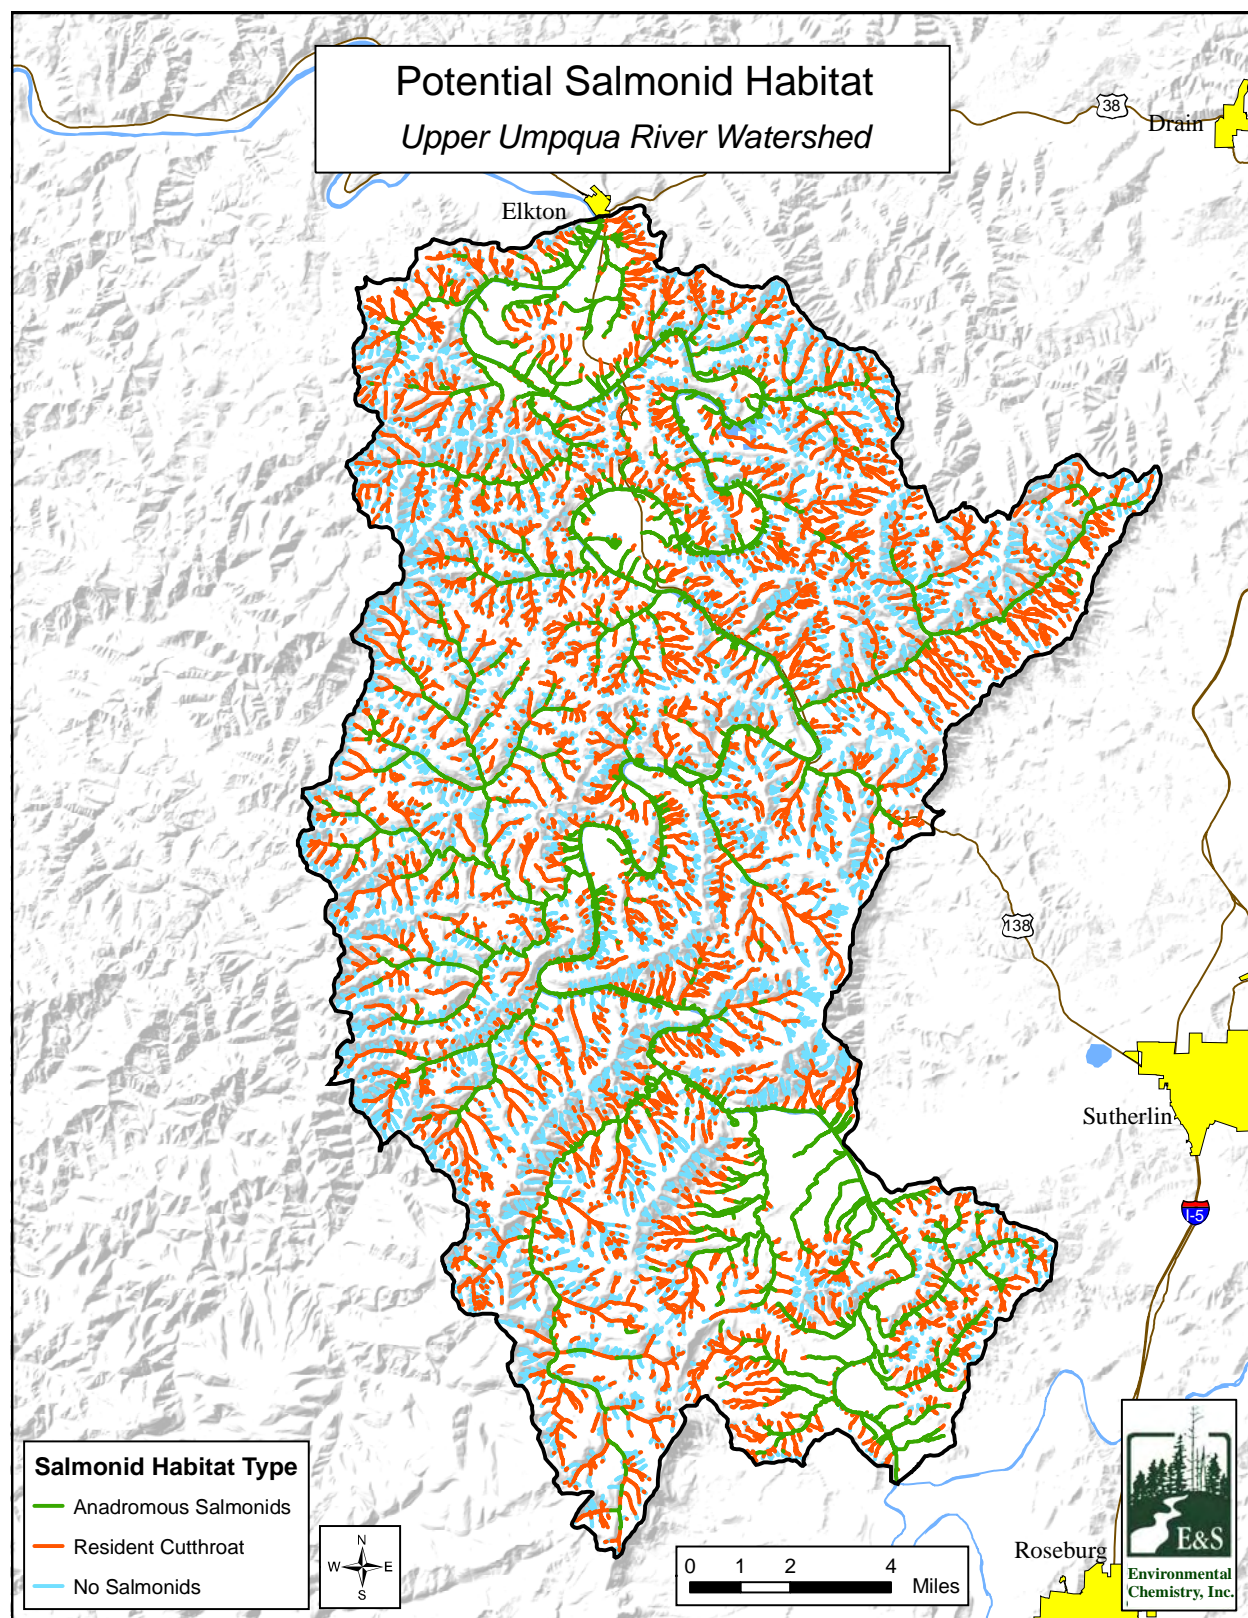 Potential Salmonid Habitat
Upper Umpqua River Watershed
38
Drain
Elkton
138
Sutherlin
I-5
Roseburg
Salmonid Habitat Type
Anadromous Salmonids
Resident Cutthroat
No Salmonids
N
W E
S
0 1 2 4
Miles
E&S
Environmental
Chemistry, Inc.